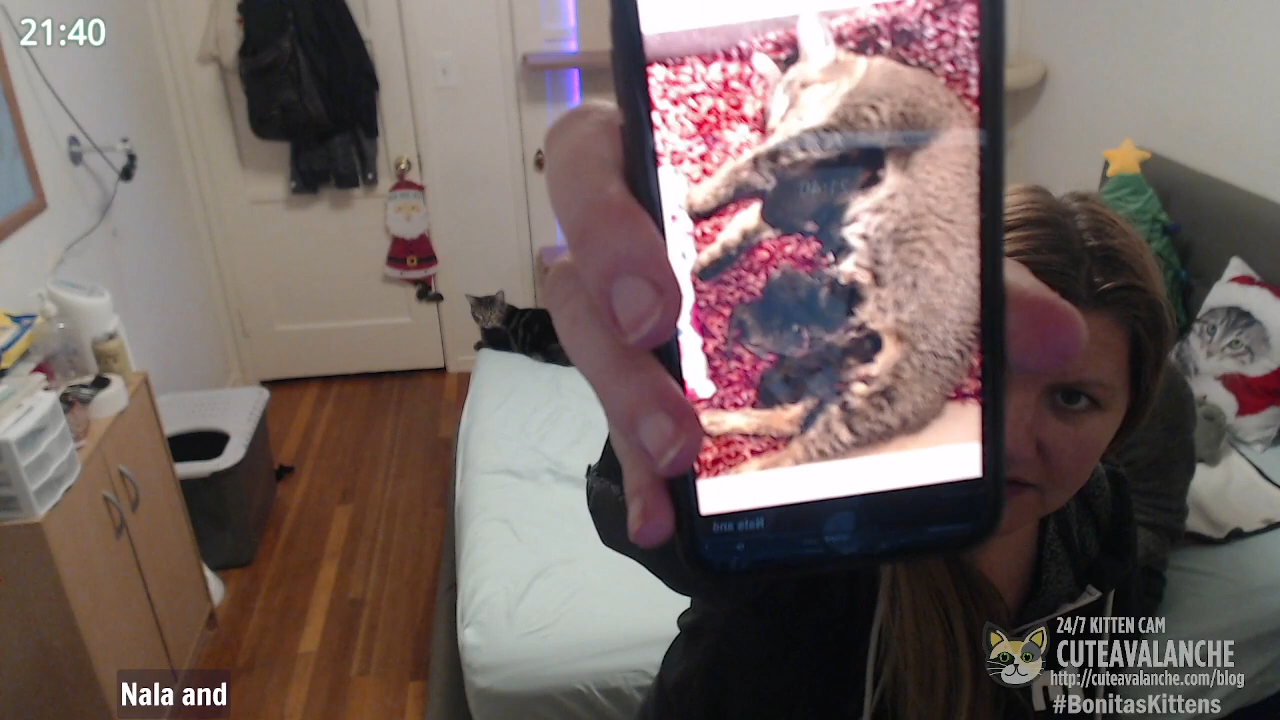 21:40
Nala and
24/7 KITTEN CAM
CUTEAVALANCHE
http://cuteavalanche.com/blog
#BonitasKittens